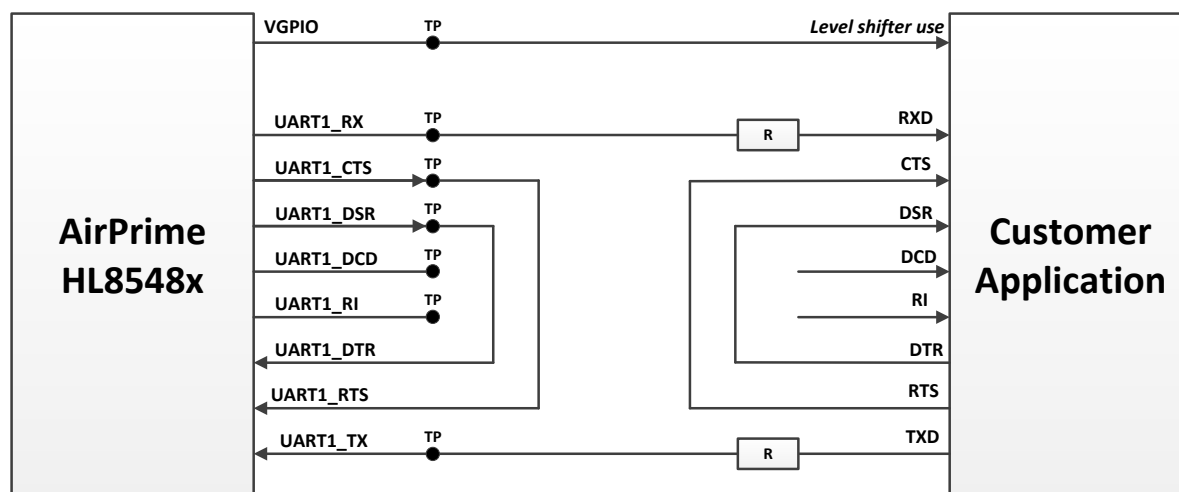 VGPIO TP Level shifter use
UART1_RX TP R RXD
UART1_CTS TP CTS
UART1_DSR TP DSR
AirPrime
HL8548x
Customer
Application
UART1_DCD TP DCD
UART1_RI TP RI
UART1_DTR DTR
UART1_RTS RTS
UART1_TX TP R TXD